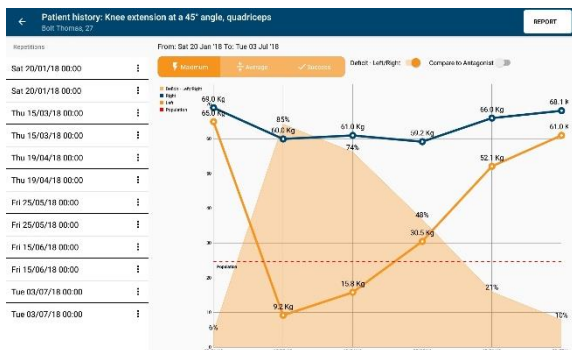 Patient history: Knee extension at a 45° angle, quadriceps
Bolt Thomas, 27
REPORT
Repetitions
Sat 20/01/18 00:00
Sat 20/01/18 00:00
Thu 15/03/18 00:00
Thu 15/03/18 00:00
Thu 19/04/18 00:00
Thu 19/04/18 00:00
Fri 25/05/18 00:00
Fri 25/05/18 00:00
Fri 15/06/18 00:00
Fri 15/06/18 00:00
Tue 03/07/18 00:00
Tue 03/07/18 00:00
From: Sat 20 Jan '18 To: Tue 03 Jul '18
Maximum
Average
Success
Deficit - Left/Right
Compare to Antagonist
Deficit - Left/Right
Right
Left
Population
69.0 Kg
65.0 Kg
85%
60.0 Kg
61.0 Kg
74%
59.2 Kg
66.0 Kg
68.1 K
61.0 K
52.1 Kg
48%
30.5 Kg
Population
15.8 Kg
9.2 Kg
21%
10%
6%
60
50
40
30
20
10
0